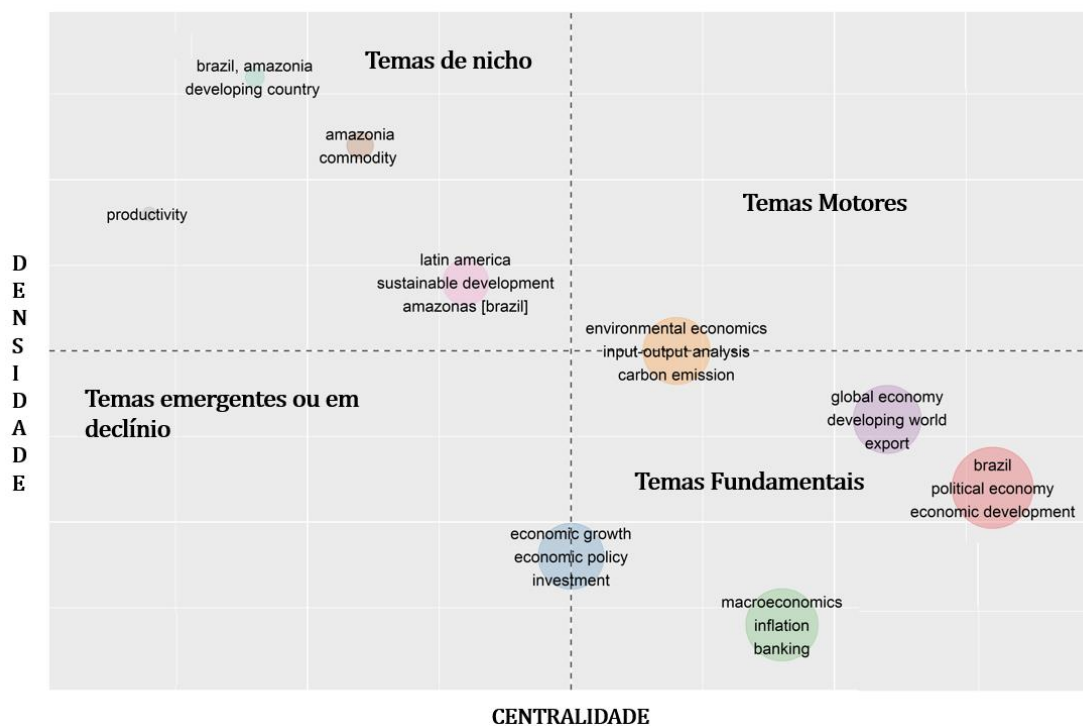 Temas de nicho
brazil, amazonia
developing country
amazonia
commodity
Temas Motores
productivity
latin america
sustainable development
amazonas [brazil]
environmental economics
input-output analysis
carbon emission
DENSIDADE
Temas emergentes ou em
declínio
global economy
developing world
export
Temas Fundamentais
brazil
political economy
economic development
economic growth
economic policy
investment
macroeconomics
inflation
banking
CENTRALIDADE